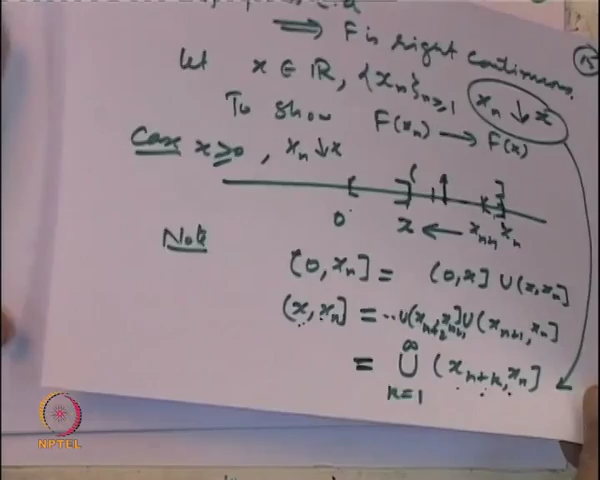 ⟹ F is right continuous.
(15)
Let x ∈ ℝ, {xn}n≥1, xn ↓ x
To show F(xn) → F(x)
Case x ≥ 0, xn ↓ x
0 x ← xn+1 xn
Note
(0, xn] = (0, x] ∪ (x, xn]
(x, xn] = ..∪(xn+2, xn+1]∪(xn+1, xn]
= ∞∪n=1 (xn+k, xn]
NPTEL